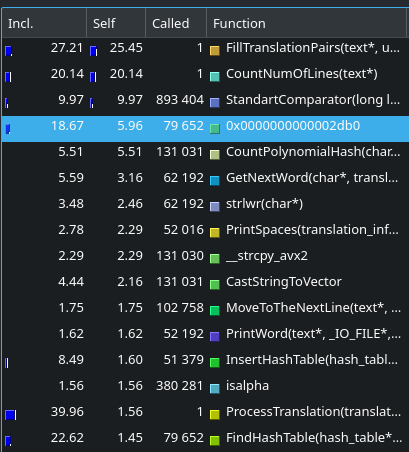 Incl. Self Called Function
27.21 25.45 1 FillTranslationPairs(text*, u...
20.14 20.14 1 CountNumOfLines(text*)
9.97 9.97 893 404 StandartComparator(long l...
18.67 5.96 79 652 0x0000000000002db0
5.51 5.51 131 031 CountPolynomialHash(char...
5.59 3.16 62 192 GetNextWord(char*, transl...
3.48 2.46 62 192 strlwr(char*)
2.78 2.29 52 016 PrintSpaces(translation_inf...
2.29 2.29 131 030 __strcpy_avx2
4.44 2.16 131 031 CastStringToVector
1.75 1.75 102 758 MoveToTheNextLine(text*, ...
1.62 1.62 52 192 PrintWord(text*, _IO_FILE*,...
8.49 1.60 51 379 InsertHashTable(hash_tabl...
1.56 1.56 380 281 isalpha
39.96 1.56 1 ProcessTranslation(translat...
22.62 1.45 79 652 FindHashTable(hash_table*...